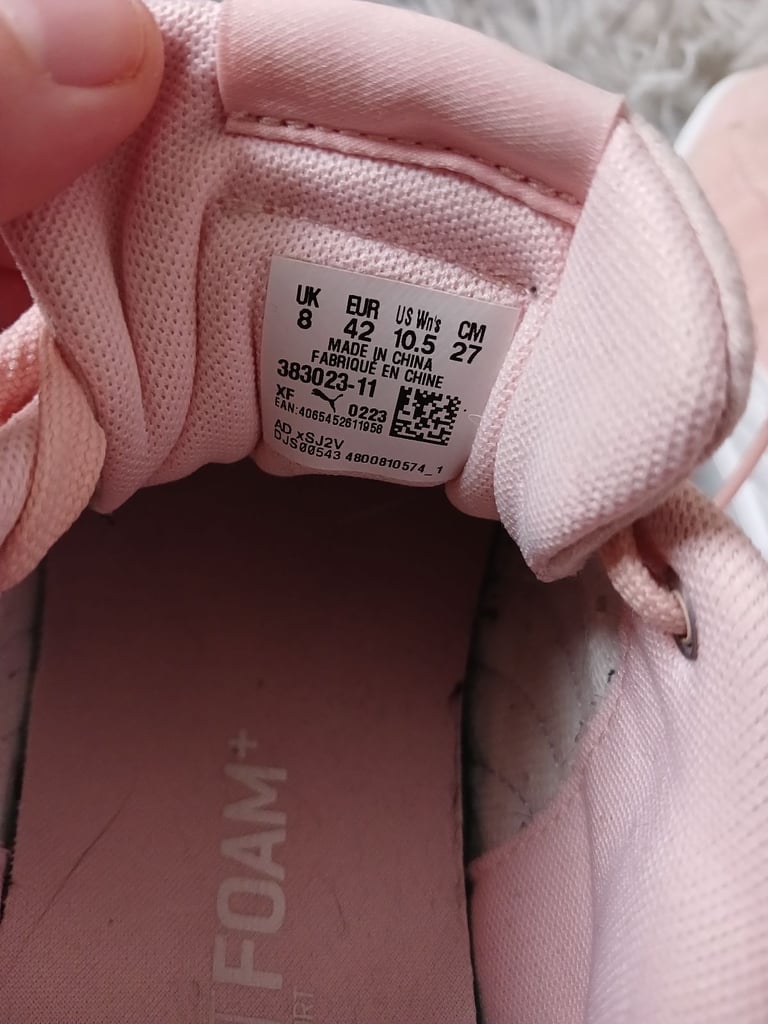 UK EUR US Wn's CM
8 42 10.5 27
MADE IN CHINA
FABRIQUÉ EN CHINE
383023-11
XF 0223
EAN:4065452611958
AD xSJ2V
DJS00543 4800810574_1
FOAM+